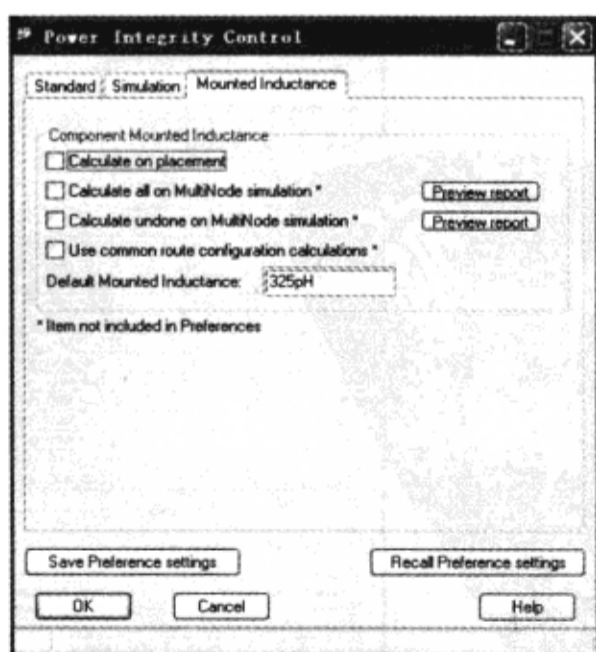 Power Integrity Control
Standard Simulation Mounted Inductance
Component Mounted Inductance
Calculate on placement
Calculate all on MultiNode simulation * Preview report
Calculate undone on MultiNode simulation * Preview report
Use common route configuration calculations *
Default Mounted Inductance: 325pH
* Item not included in Preferences
Save Preference settings Recall Preference settings
OK Cancel Help